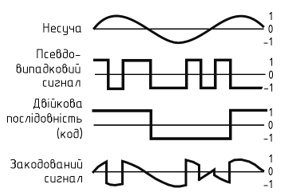 Несуча
1
0
-1
Псевдо-
випадковий
сигнал
1
0
-1
Двійкова
послідовність
(код)
1
0
-1
Закодований
сигнал
1
0
-1